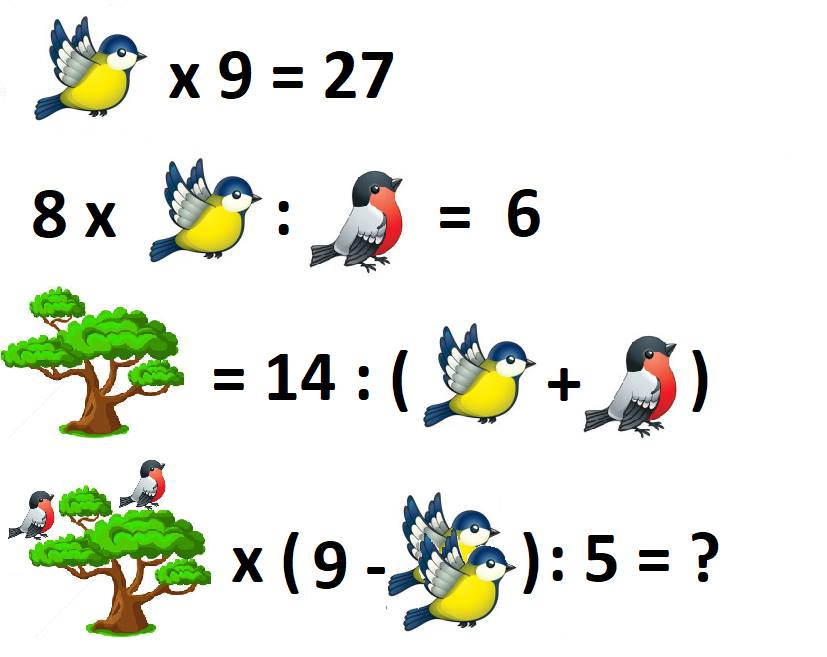 x 9 = 27
8 x : = 6
= 14 : ( + )
x ( 9 - ) : 5 = ?